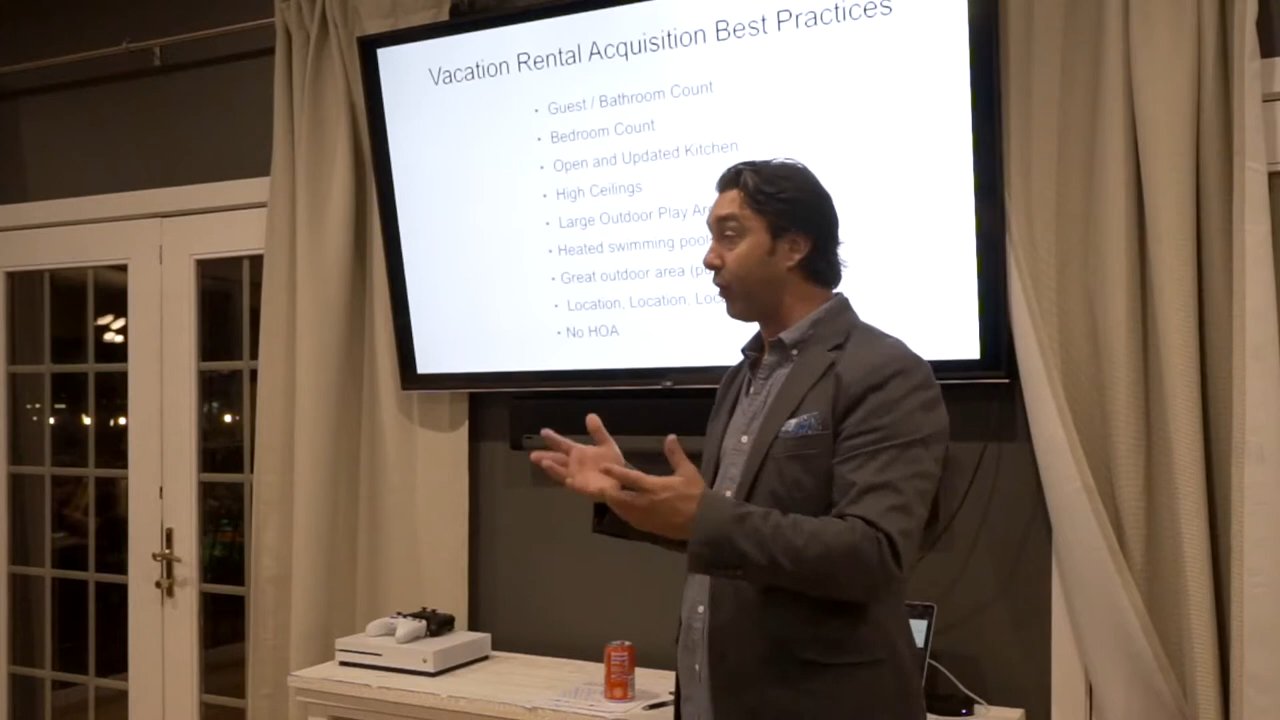 Vacation Rental Acquisition Best Practices
• Guest / Bathroom Count
• Bedroom Count
• Open and Updated Kitchen
• High Ceilings
• Large Outdoor Play
• Heated swimming pool
• Great outdoor area
• Location, Location,
• No HOA